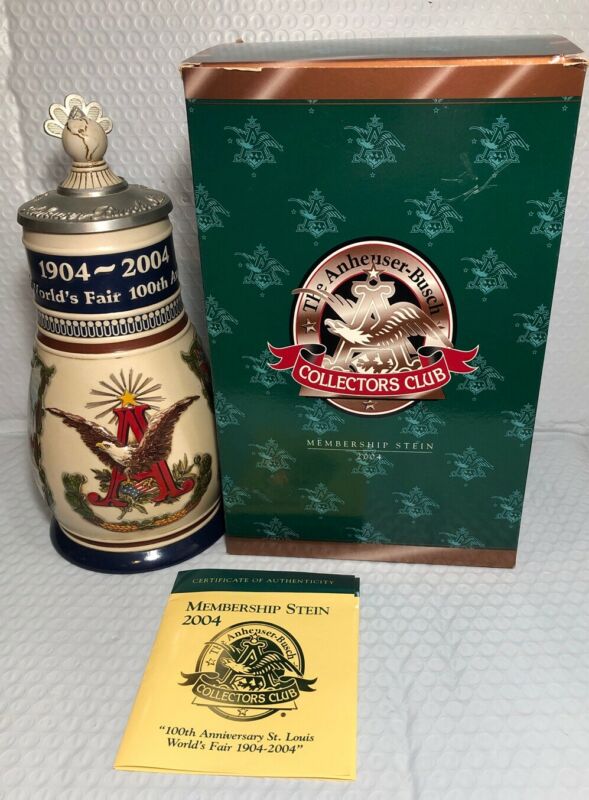 1904~2004
World's Fair 100th
The Anheuser-Busch
COLLECTORS CLUB
MEMBERSHIP STEIN
2004
CERTIFICATE OF AUTHENTICITY
MEMBERSHIP STEIN
2004
The Anheuser-Busch
COLLECTORS CLUB
®
"100th Anniversary St. Louis
World's Fair 1904-2004"